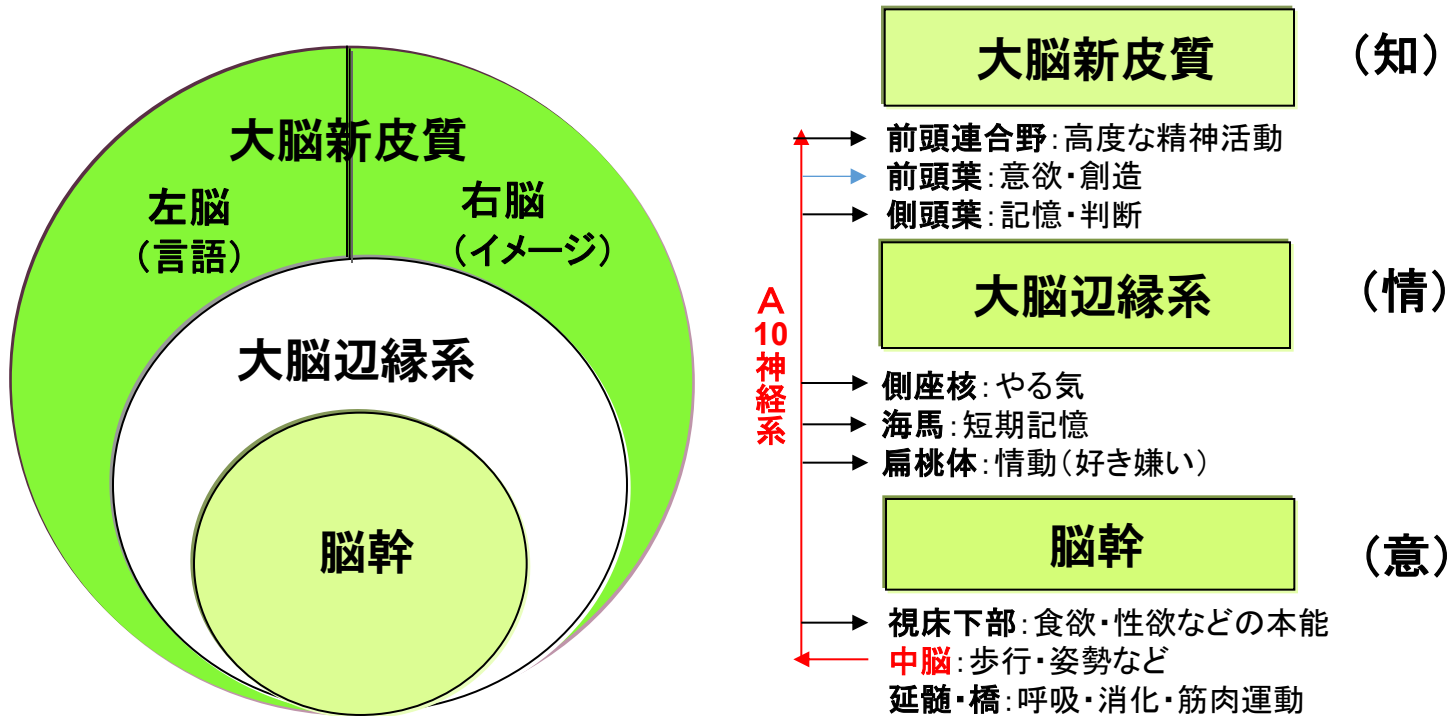 大脳新皮質
左脳
（言語）
右脳
（イメージ）
大脳辺縁系
脳幹
A10神経系
大脳新皮質
（知）
前頭連合野：高度な精神活動
前頭葉：意欲・創造
側頭葉：記憶・判断
大脳辺縁系
（情）
側座核：やる気
海馬：短期記憶
扁桃体：情動（好き嫌い）
脳幹
（意）
視床下部：食欲・性欲などの本能
中脳：歩行・姿勢など
延髄・橋：呼吸・消化・筋肉運動